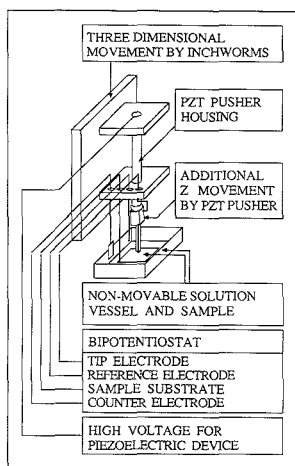 THREE DIMENSIONAL
MOVEMENT BY INCHWORMS
PZT PUSHER
HOUSING
ADDITIONAL
Z MOVEMENT
BY PZT PUSHER
NON-MOVABLE SOLUTION
VESSEL AND SAMPLE
BIPOTENTIOSTAT
TIP ELECTRODE
REFERENCE ELECTRODE
SAMPLE SUBSTRATE
COUNTER ELECTRODE
HIGH VOLTAGE FOR
PIEZOELECTRIC DEVICE